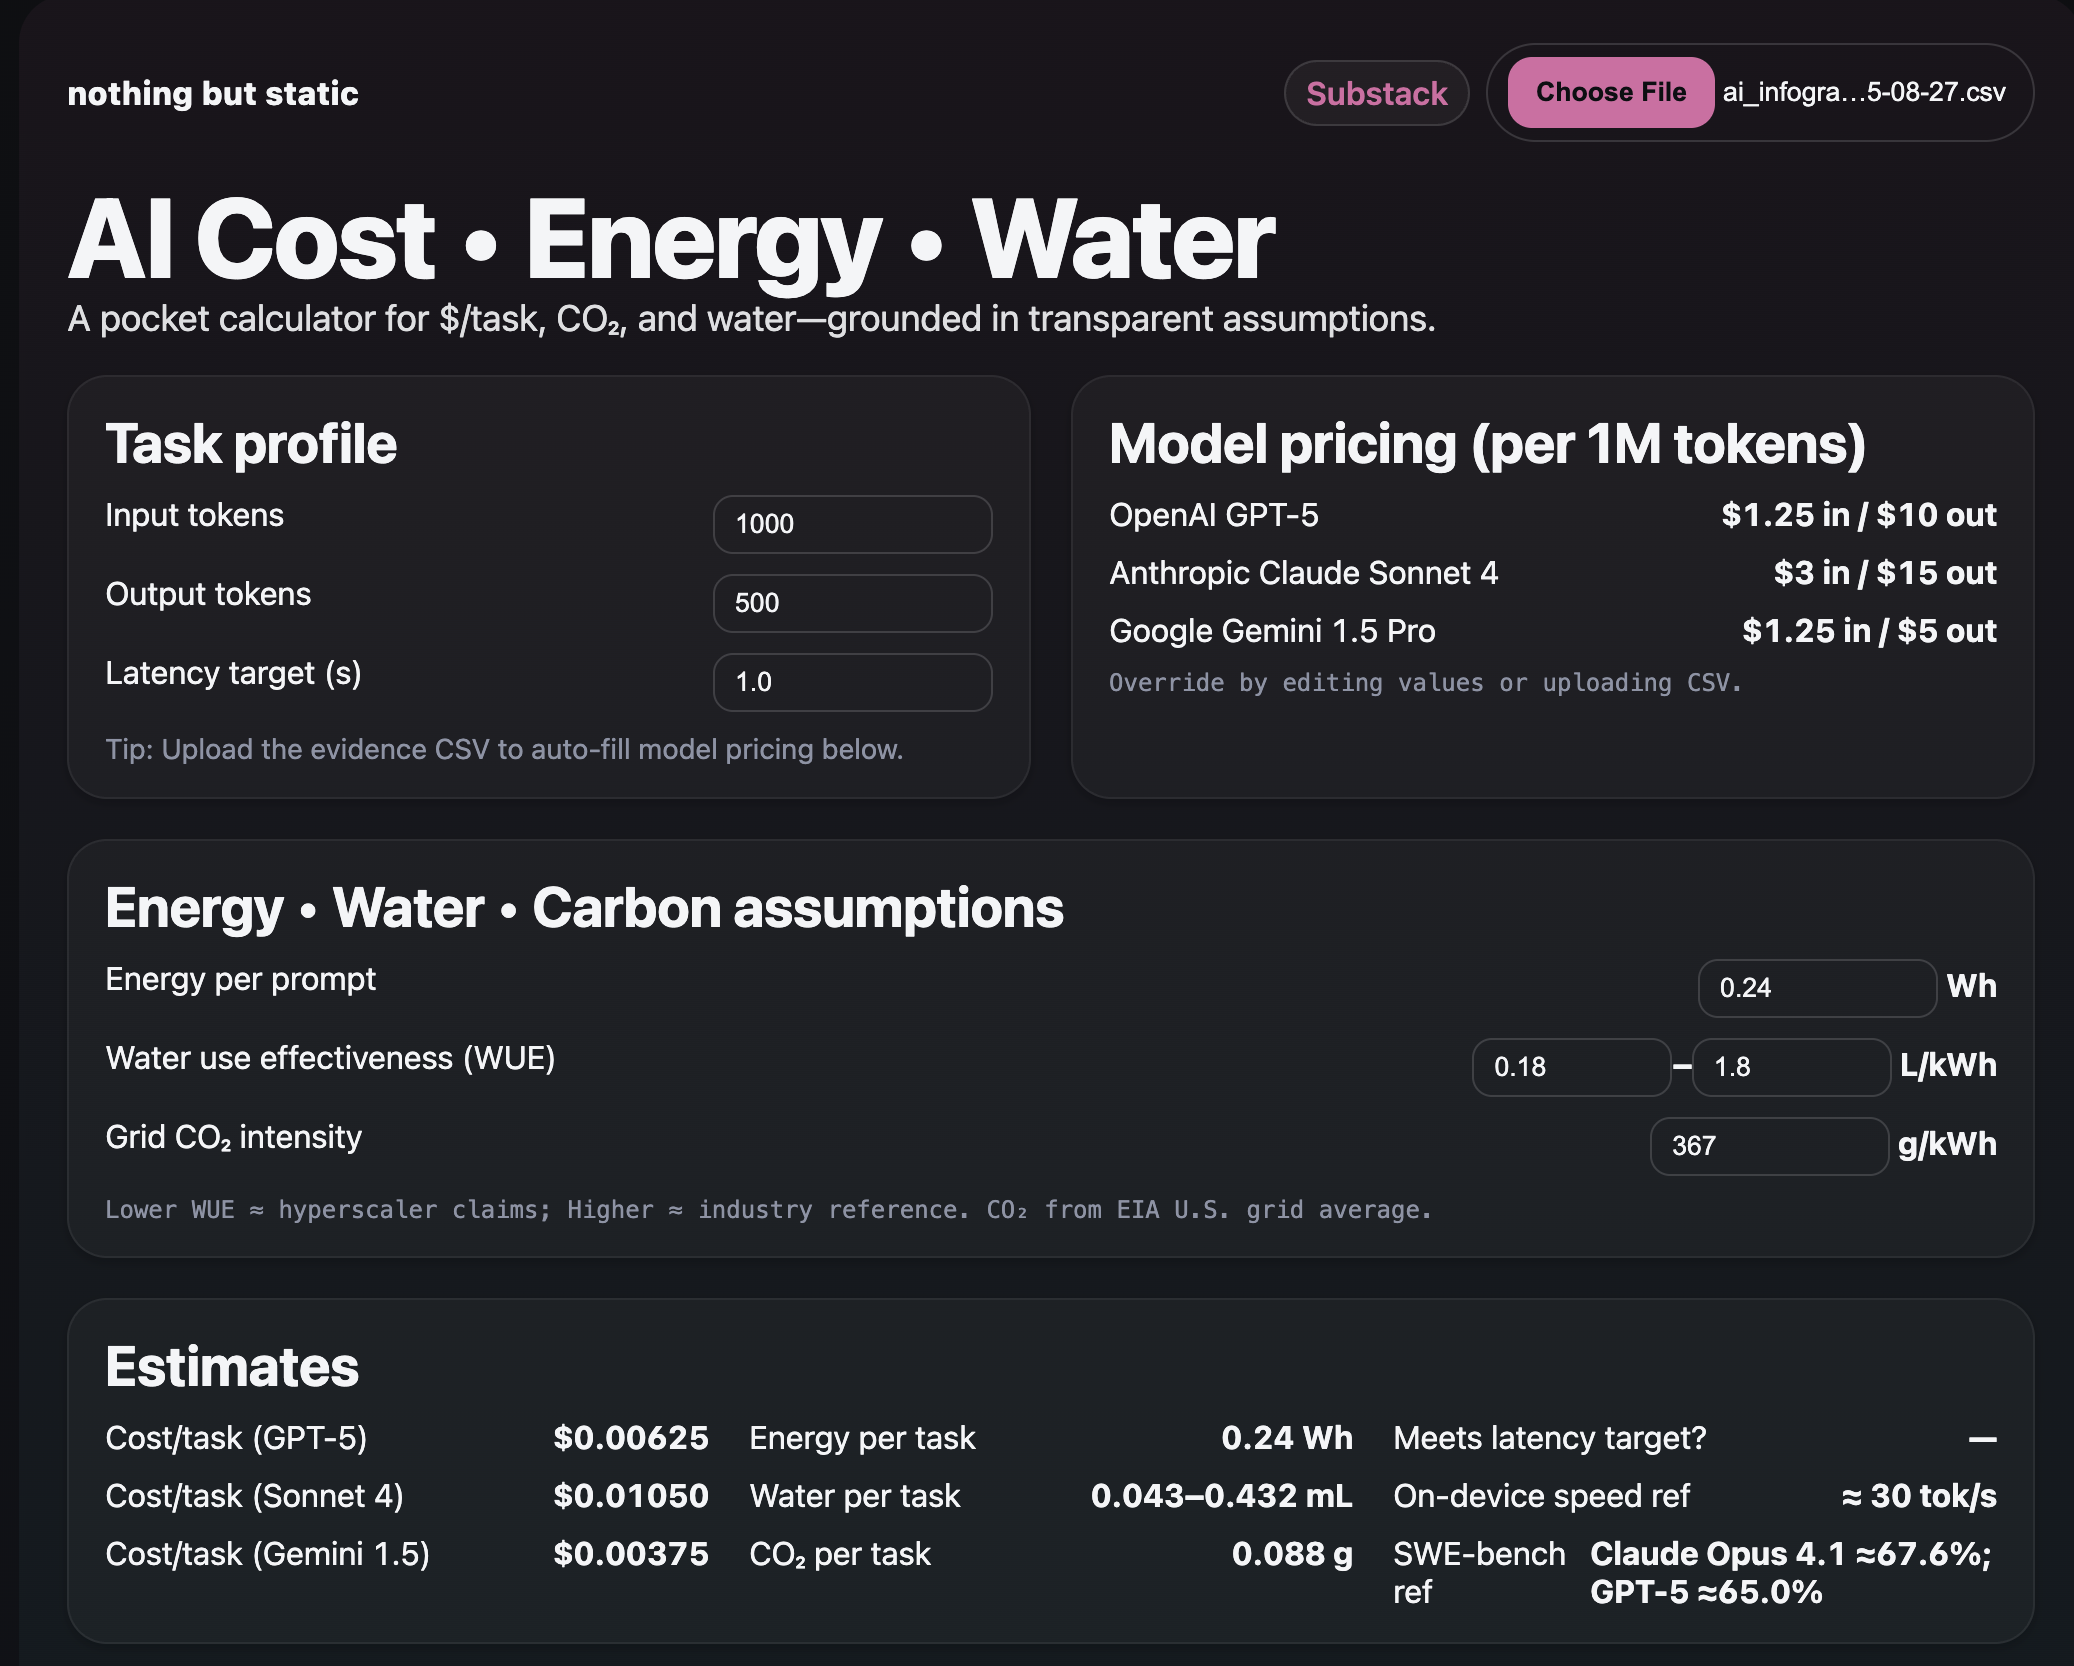 nothing but static
Substack
Choose File ai_infogra…5-08-27.csv
AI Cost • Energy • Water
A pocket calculator for $/task, CO₂, and water—grounded in transparent assumptions.
Task profile
Input tokens 1000
Output tokens 500
Latency target (s) 1.0
Tip: Upload the evidence CSV to auto-fill model pricing below.
Model pricing (per 1M tokens)
OpenAI GPT-5 $1.25 in / $10 out
Anthropic Claude Sonnet 4 $3 in / $15 out
Google Gemini 1.5 Pro $1.25 in / $5 out
Override by editing values or uploading CSV.
Energy • Water • Carbon assumptions
Energy per prompt 0.24 Wh
Water use effectiveness (WUE) 0.18 – 1.8 L/kWh
Grid CO₂ intensity 367 g/kWh
Lower WUE ≈ hyperscaler claims; Higher ≈ industry reference. CO₂ from EIA U.S. grid average.
Estimates
Cost/task (GPT-5) $0.00625
Cost/task (Sonnet 4) $0.01050
Cost/task (Gemini 1.5) $0.00375
Energy per task 0.24 Wh
Water per task 0.043–0.432 mL
CO₂ per task 0.088 g
Meets latency target? —
On-device speed ref ≈ 30 tok/s
SWE-bench ref Claude Opus 4.1 ≈67.6%;
GPT-5 ≈65.0%